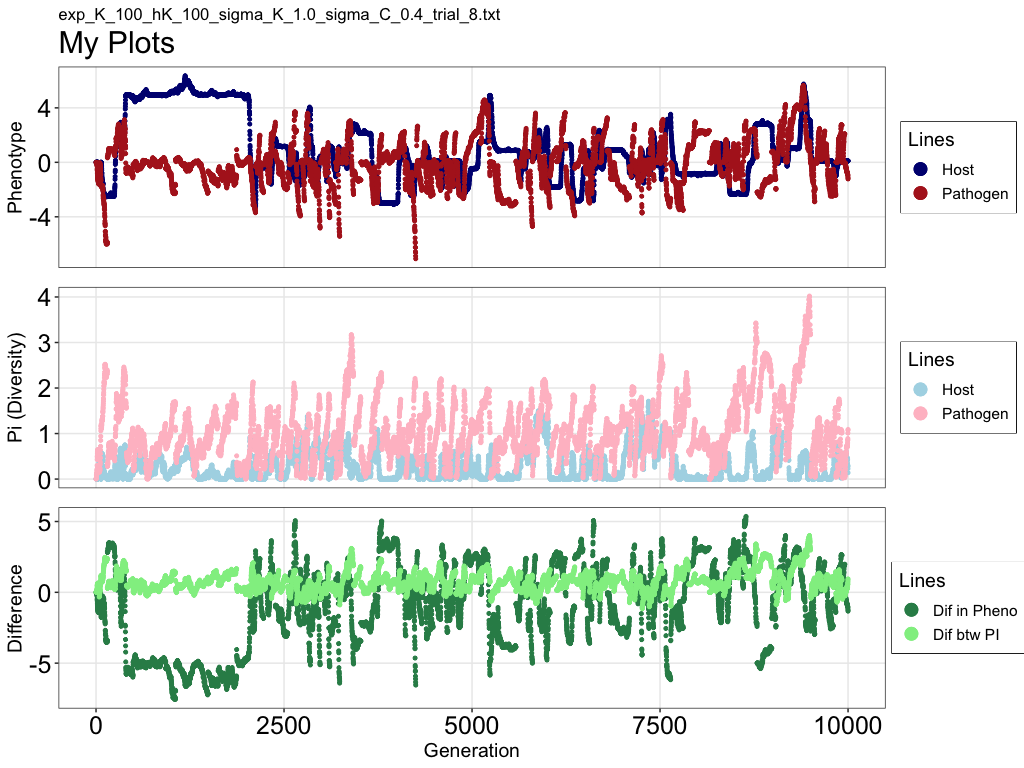 exp_K_100_hK_100_sigma_K_1.0_sigma_C_0.4_trial_8.txt
My Plots
Phenotype
4
0
-4
Lines
Host
Pathogen
Pi (Diversity)
4
3
2
1
0
Lines
Host
Pathogen
Difference
5
0
-5
Lines
Dif in Pheno
Dif btw PI
0 2500 5000 7500 10000
Generation